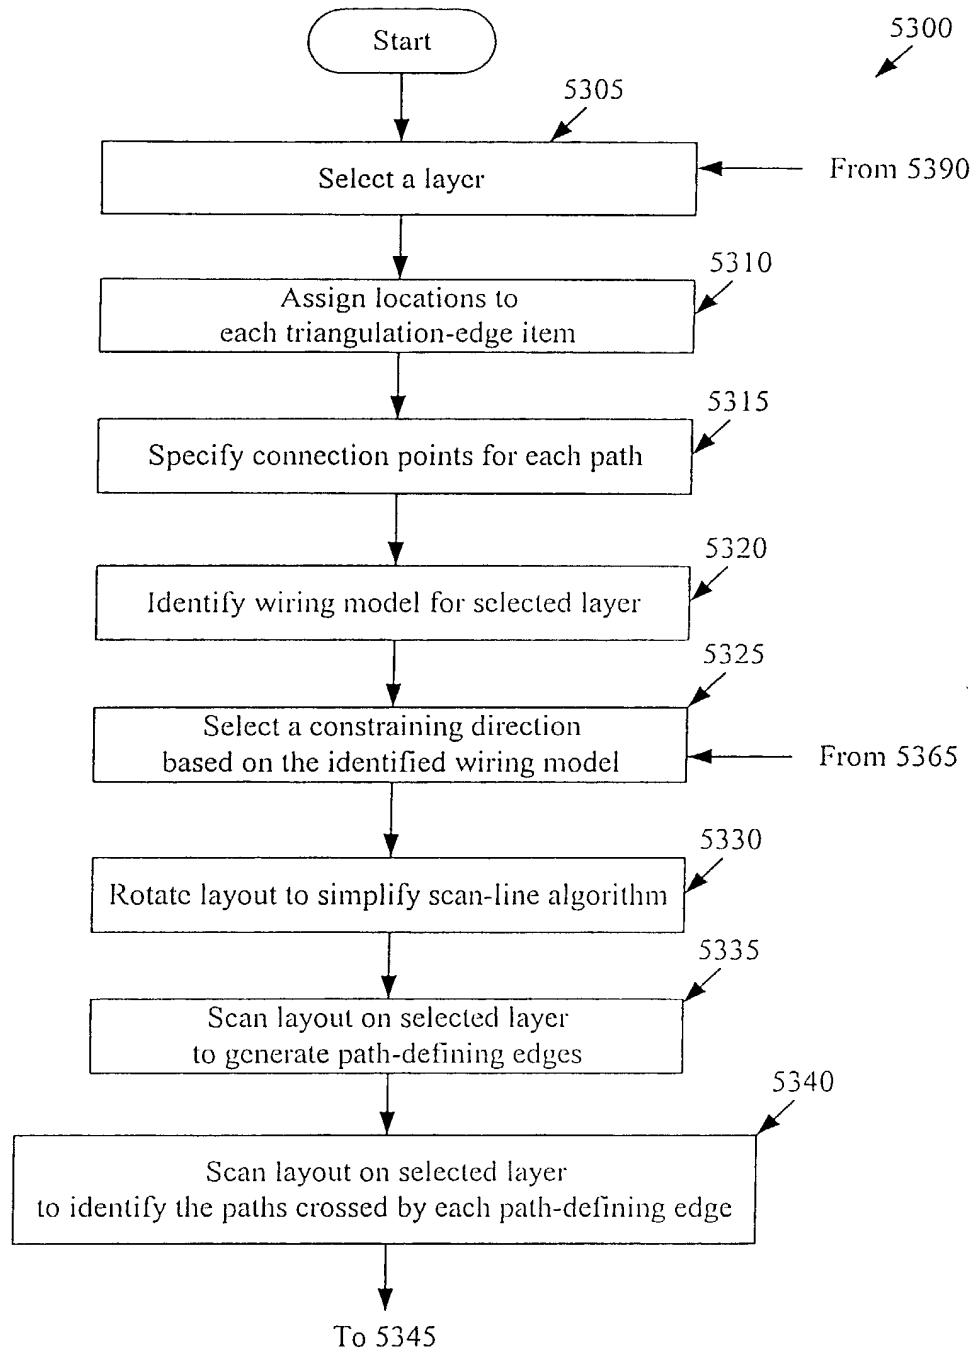 Start
5300
5305
Select a layer
From 5390
5310
Assign locations to
each triangulation-edge item
5315
Specify connection points for each path
5320
Identify wiring model for selected layer
5325
Select a constraining direction
based on the identified wiring model
From 5365
5330
Rotate layout to simplify scan-line algorithm
5335
Scan layout on selected layer
to generate path-defining edges
5340
Scan layout on selected layer
to identify the paths crossed by each path-defining edge
To 5345